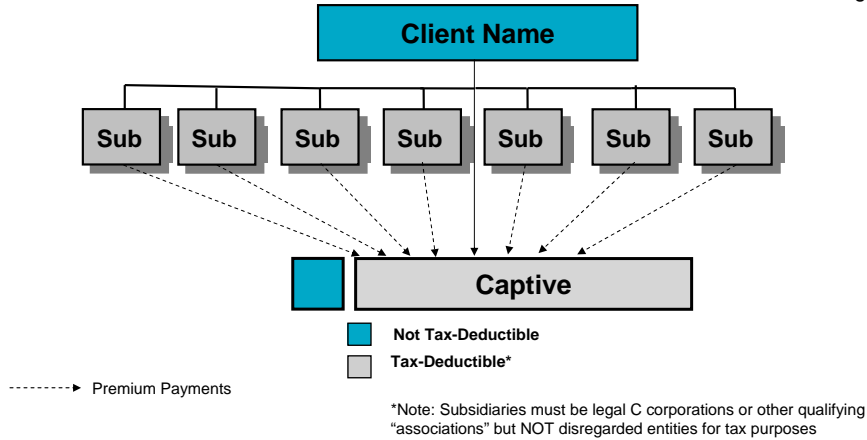 Client Name
Sub Sub Sub Sub Sub Sub Sub
Captive
Not Tax-Deductible
Tax-Deductible*
Premium Payments
*Note: Subsidiaries must be legal C corporations or other qualifying
“associations” but NOT disregarded entities for tax purposes